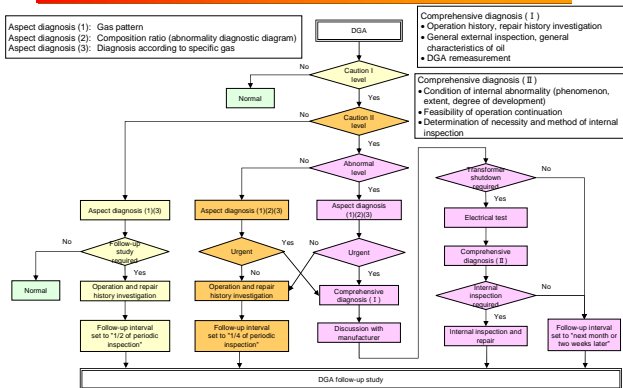 Aspect diagnosis (1): Gas pattern
Aspect diagnosis (2): Composition ratio (abnormality diagnostic diagram)
Aspect diagnosis (3): Diagnosis according to specific gas
DGA
Comprehensive diagnosis ( I )
• Operation history, repair history investigation
• General external inspection, general
characteristics of oil
• DGA remeasurement
Comprehensive diagnosis ( II )
• Condition of internal abnormality (phenomenon,
extent, degree of development)
• Feasibility of operation continuation
• Determination of necessity and method of internal
inspection
Caution I
level
No
Normal
Yes
Caution II
level
No
Yes
Abnormal
level
No
Yes
Transformer
shutdown
required
No
Yes
Aspect diagnosis (1)(3)
Aspect diagnosis (1)(2)(3)
Aspect diagnosis
(1)(2)(3)
Electrical test
Follow-up
study
required
No
Yes
Urgent
Yes
No
Urgent
No
Yes
Comprehensive
diagnosis ( II )
Normal
Operation and repair
history investigation
Operation and repair
history investigation
Comprehensive
diagnosis ( I )
Internal
inspection
required
No
Yes
Follow-up interval
set to "1/2 of periodic
inspection"
Follow-up interval
set to "1/4 of periodic
inspection"
Discussion with
manufacturer
Internal inspection and
repair
Follow-up interval
set to "next month or
two weeks later"
DGA follow-up study